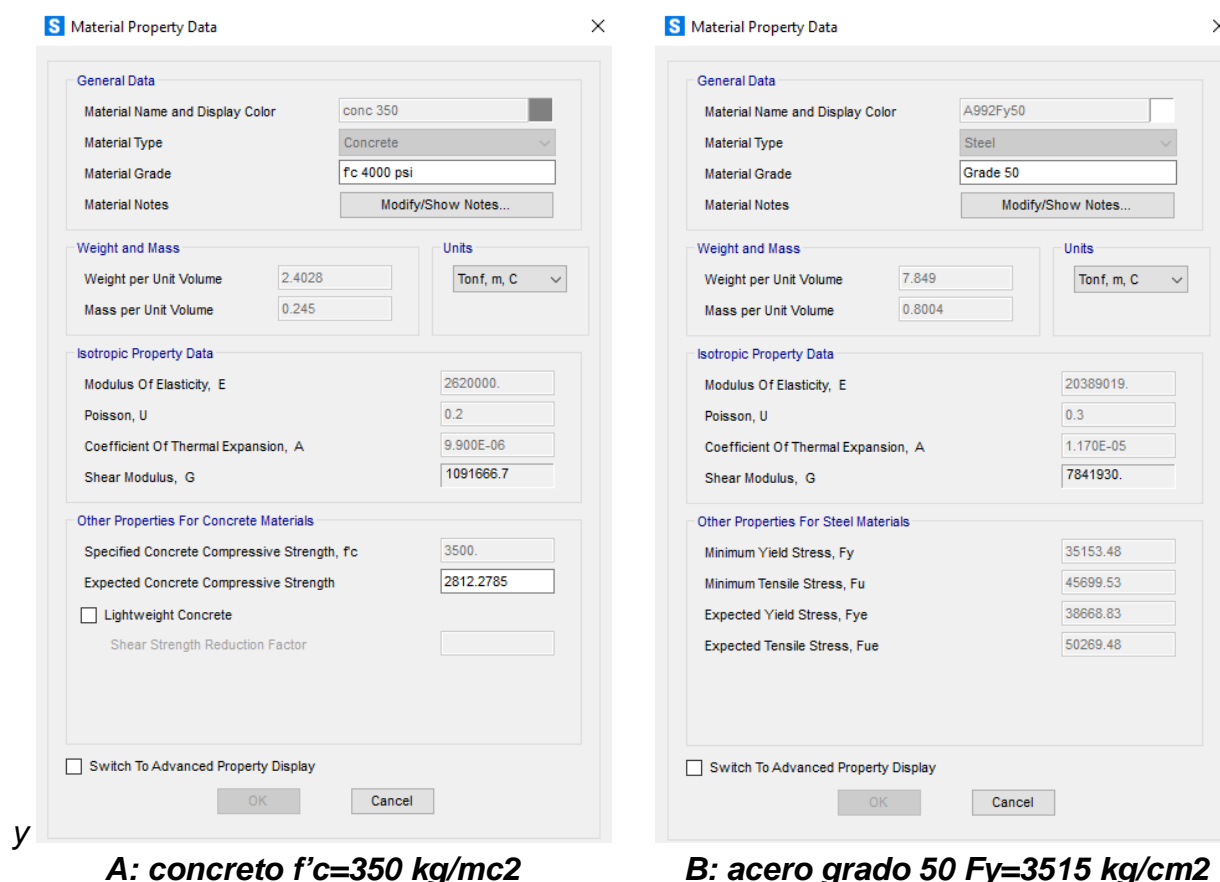 S Material Property Data
General Data
Material Name and Display Color conc 350
Material Type Concrete
Material Grade f'c 4000 psi
Material Notes Modify/Show Notes...
Weight and Mass Units
Weight per Unit Volume 2.4028 Tonf, m, C
Mass per Unit Volume 0.245
Isotropic Property Data
Modulus Of Elasticity, E 2620000.
Poisson, U 0.2
Coefficient Of Thermal Expansion, A 9.900E-06
Shear Modulus, G 1091666.7
Other Properties For Concrete Materials
Specified Concrete Compressive Strength, f'c 3500.
Expected Concrete Compressive Strength 2812.2785
Lightweight Concrete
Shear Strength Reduction Factor
Switch To Advanced Property Display
OK Cancel
y
A: concreto f'c=350 kg/mc2
S Material Property Data
General Data
Material Name and Display Color A992Fy50
Material Type Steel
Material Grade Grade 50
Material Notes Modify/Show Notes...
Weight and Mass Units
Weight per Unit Volume 7.849 Tonf, m, C
Mass per Unit Volume 0.8004
Isotropic Property Data
Modulus Of Elasticity, E 20389019.
Poisson, U 0.3
Coefficient Of Thermal Expansion, A 1.170E-05
Shear Modulus, G 7841930.
Other Properties For Steel Materials
Minimum Yield Stress, Fy 35153.48
Minimum Tensile Stress, Fu 45699.53
Expected Yield Stress, Fye 38668.83
Expected Tensile Stress, Fue 50269.48
Switch To Advanced Property Display
OK Cancel
B: acero grado 50 Fy=3515 kg/cm2